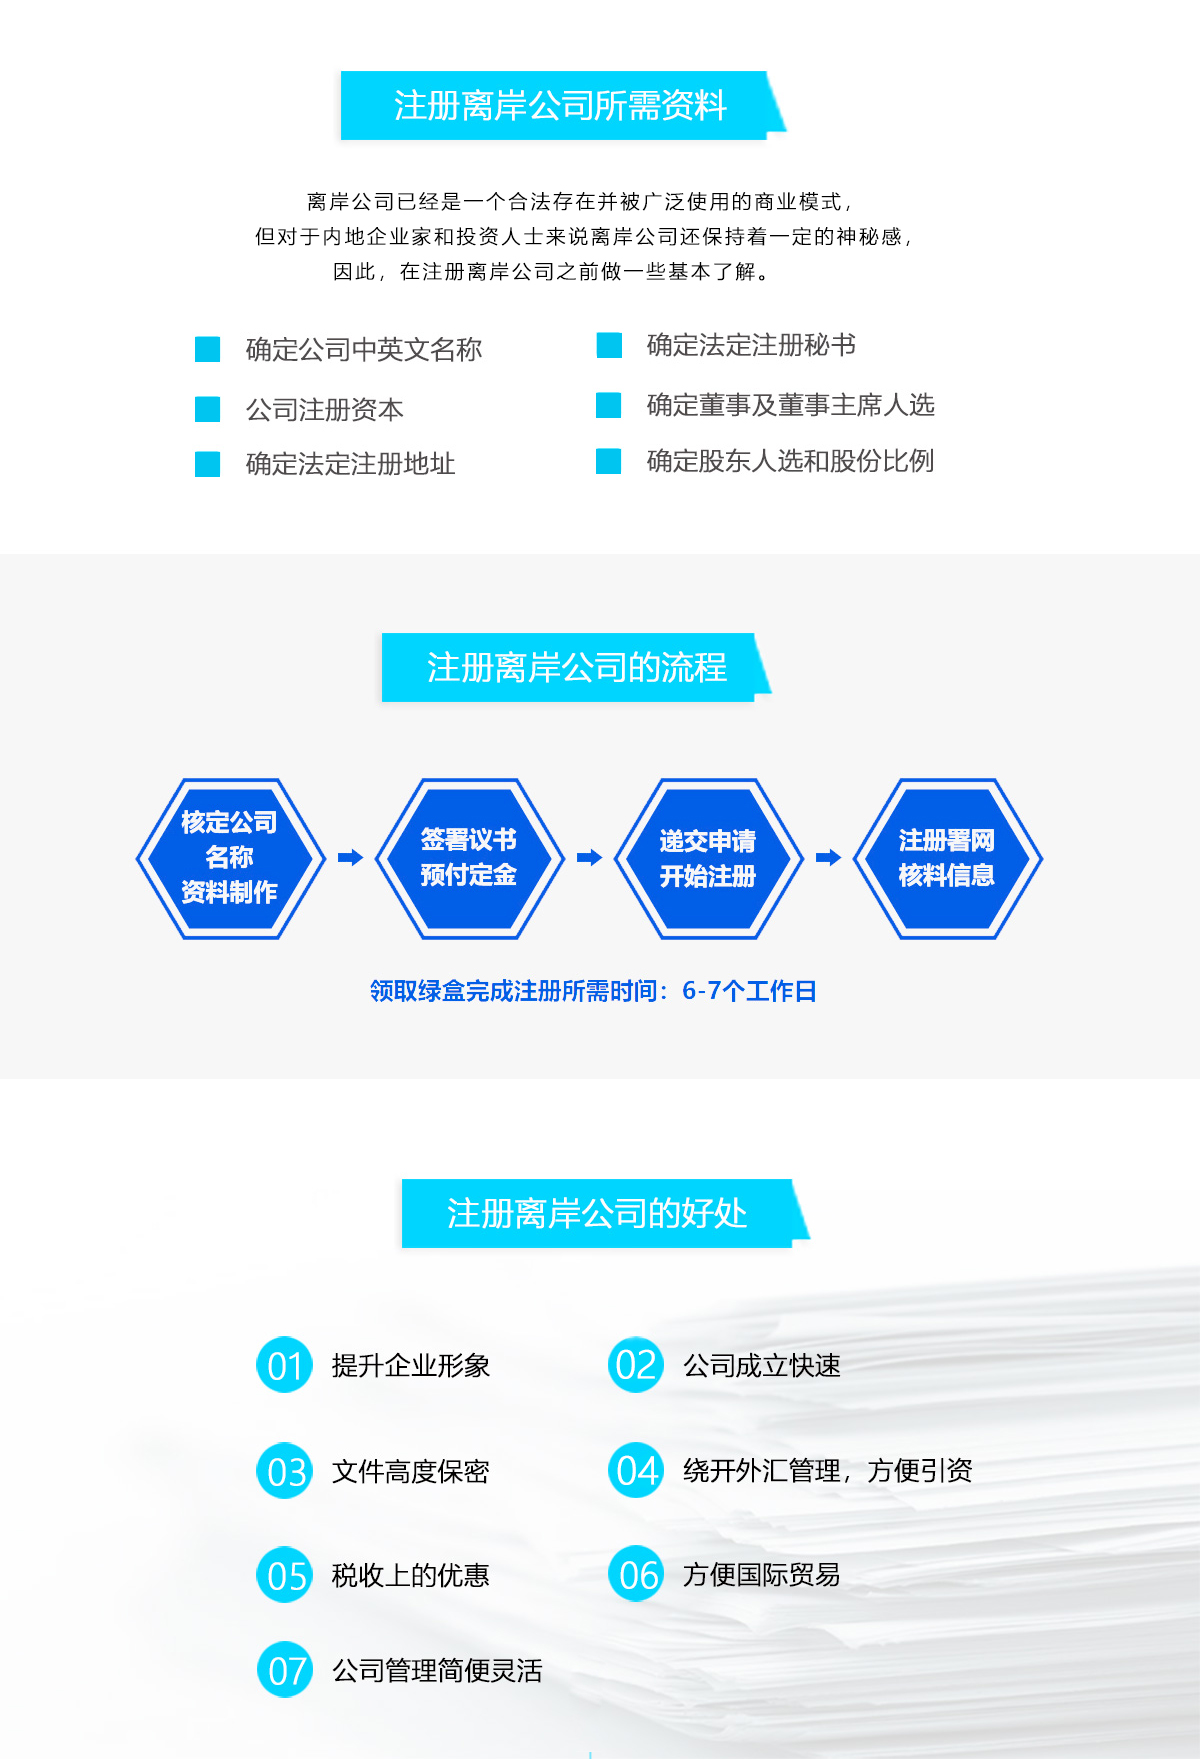 注册离岸公司所需资料
离岸公司已经是一个合法存在并被广泛使用的商业模式，
但对于内地企业家和投资人士来说离岸公司还保持着一定的神秘感，
因此，在注册离岸公司之前做一些基本了解。
确定公司中英文名称
确定法定注册秘书
公司注册资本
确定董事及董事主席人选
确定法定注册地址
确定股东人选和股份比例
注册离岸公司的流程
核定公司
名称
资料制作
签署议书
预付定金
递交申请
开始注册
注册署网
核料信息
领取绿盒完成注册所需时间：6-7个工作日
注册离岸公司的好处
01 提升企业形象
02 公司成立快速
03 文件高度保密
04 绕开外汇管理，方便引资
05 税收上的优惠
06 方便国际贸易
07 公司管理简便灵活